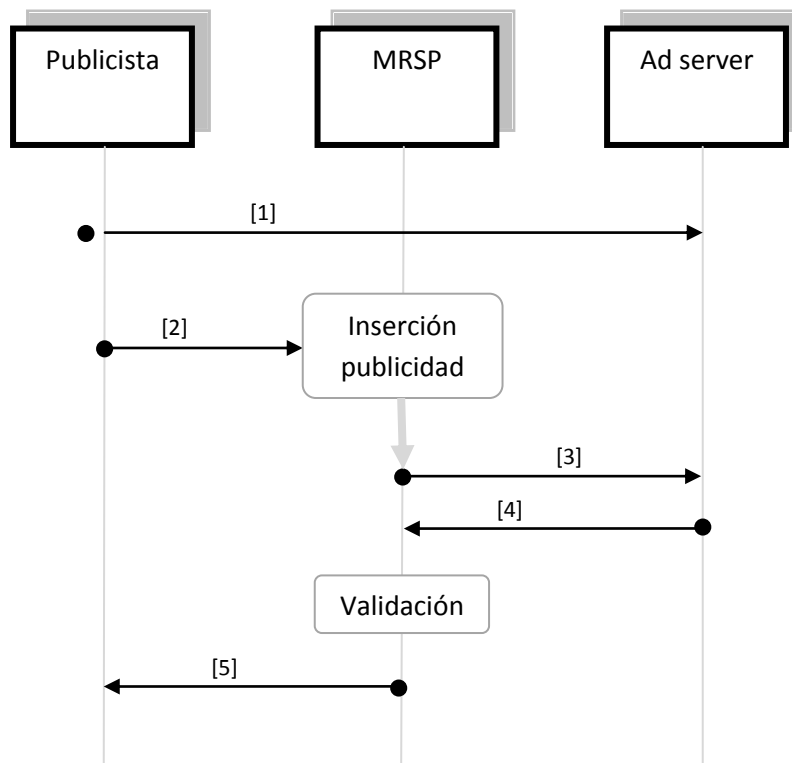 Publicista
MRSP
Ad server
[1]
[2]
Inserción
publicidad
[3]
[4]
Validación
[5]